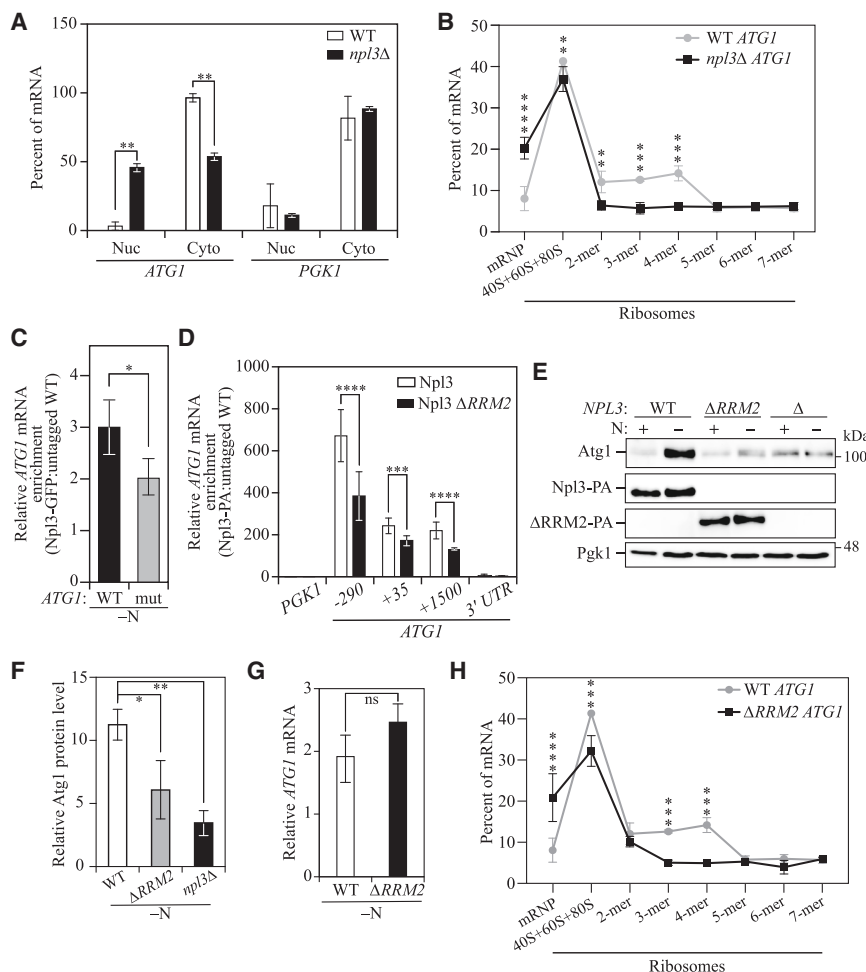 A
Percent of mRNA
150
100
50
0
WT
npl3Δ
**
**
Nuc
Cyto
Nuc
Cyto
ATG1
PGK1
B
Percent of mRNA
50
40
30
20
10
0
WT ATG1
npl3Δ ATG1
****
**
**
***
***
mRNP
40S+60S+80S
2-mer
3-mer
4-mer
5-mer
6-mer
7-mer
Ribosomes
C
Relative ATG1 mRNA
enrichment
(Npl3-GFP:untagged WT)
4
3
2
1
0
*
ATG1: WT mut
–N
D
Relative ATG1 mRNA
enrichment
(Npl3-PA:untagged WT)
1000
800
600
400
200
0
Npl3
Npl3 ΔRRM2
****
***
****
PGK1
-290
+35
+1500
3' UTR
ATG1
E
NPL3: WT ΔRRM2 Δ
N: + − + − + −
kDa
Atg1
100
Npl3-PA
ΔRRM2-PA
Pgk1
48
F
Relative Atg1 protein level
15
10
5
0
**
*
WT
ΔRRM2
npl3Δ
–N
G
Relative ATG1 mRNA
3
2
1
0
ns
WT ΔRRM2
–N
H
Percent of mRNA
50
40
30
20
10
0
WT ATG1
ΔRRM2 ATG1
****
***
***
***
mRNP
40S+60S+80S
2-mer
3-mer
4-mer
5-mer
6-mer
7-mer
Ribosomes